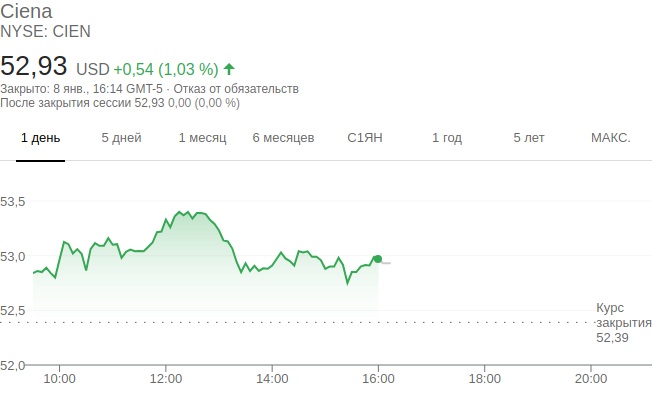 Ciena
NYSE: CIEN
52,93 USD +0,54 (1,03 %)
Закрыто: 8 янв., 16:14 GMT-5 · Отказ от обязательств
После закрытия сессии 52,93 0,00 (0,00 %)
1 день 5 дней 1 месяц 6 месяцев С1ЯН 1 год 5 лет МАКС.
53,5
53,0
52,5
Курс
закрытия
52,39
52,0
10:00 12:00 14:00 16:00 18:00 20:00